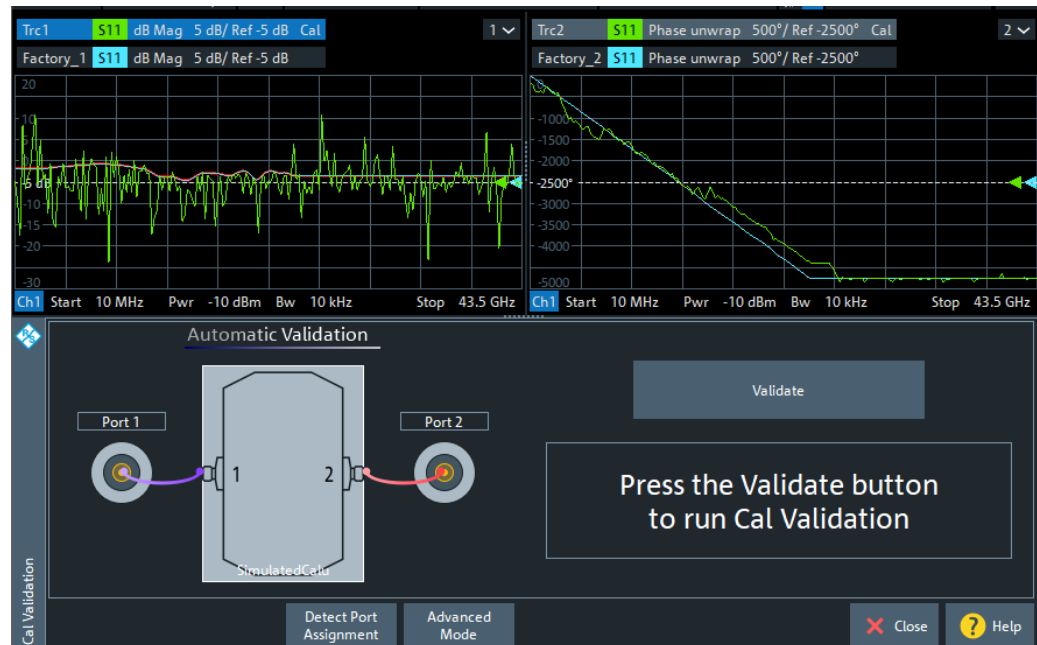 Trc1 S11 dB Mag 5 dB/ Ref -5 dB Cal 1
Factory_1 S11 dB Mag 5 dB/ Ref -5 dB
20
10
5
-5 dB
-10
-15
-20
-30
Ch1 Start 10 MHz Pwr -10 dBm Bw 10 kHz Stop 43.5 GHz
Trc2 S11 Phase unwrap 500°/ Ref -2500° Cal 2
Factory_2 S11 Phase unwrap 500°/ Ref -2500°
-1000
-1500
-2000
-2500°
-3000
-3500
-4000
-5000
Ch1 Start 10 MHz Pwr -10 dBm Bw 10 kHz Stop 43.5 GHz
Cal Validation
Automatic Validation
Port 1
Port 2
1 2
SimulatedCalu
Validate
Press the Validate button
to run Cal Validation
Detect Port
Assignment
Advanced
Mode
Close
? Help